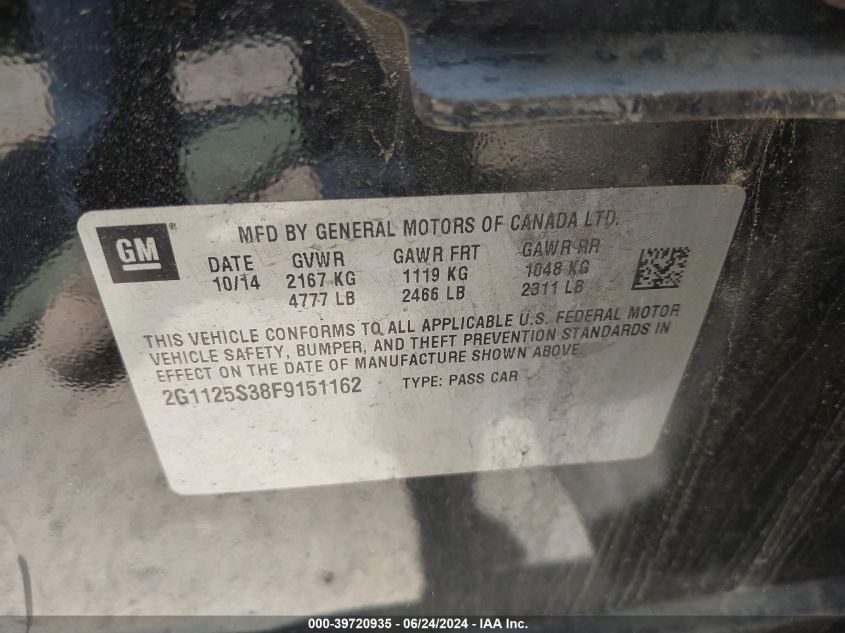 GM ®
MFD BY GENERAL MOTORS OF CANADA LTD.
DATE GVWR GAWR FRT GAWR RR
10/14 2167 KG 1119 KG 1048 KG
4777 LB 2466 LB 2311 LB
THIS VEHICLE CONFORMS TO ALL APPLICABLE U.S. FEDERAL MOTOR
VEHICLE SAFETY, BUMPER, AND THEFT PREVENTION STANDARDS IN
EFFECT ON THE DATE OF MANUFACTURE SHOWN ABOVE.
2G1125S38F9151162 TYPE: PASS CAR
000-39720935 - 06/24/2024 - IAA Inc.